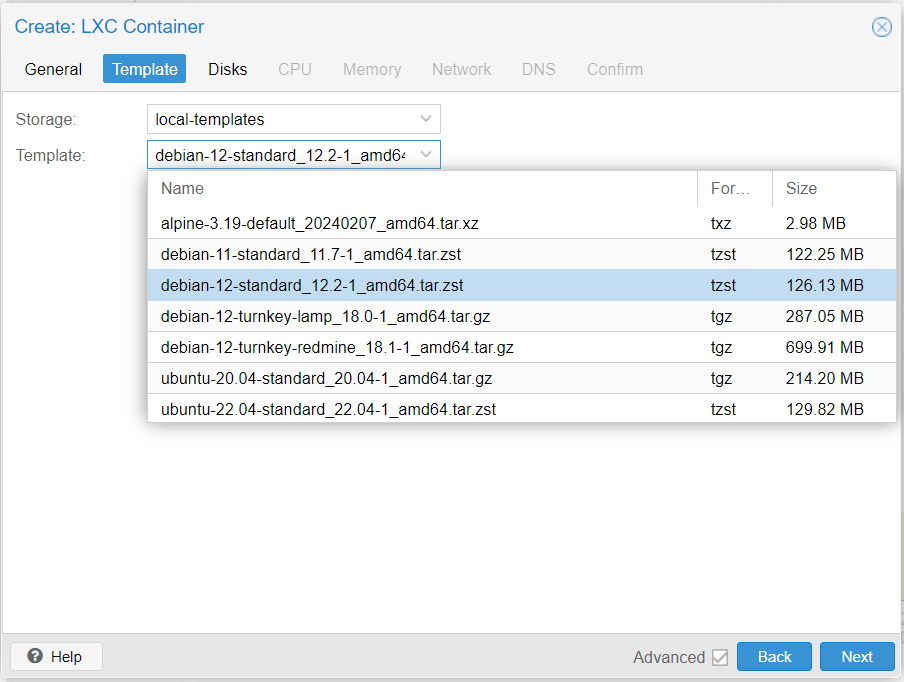 Create: LXC Container
General Template Disks CPU Memory Network DNS Confirm
Storage: local-templates
Template: debian-12-standard_12.2-1_amd64
Name For... Size
alpine-3.19-default_20240207_amd64.tar.xz txz 2.98 MB
debian-11-standard_11.7-1_amd64.tar.zst tzst 122.25 MB
debian-12-standard_12.2-1_amd64.tar.zst tzst 126.13 MB
debian-12-turnkey-lamp_18.0-1_amd64.tar.gz tgz 287.05 MB
debian-12-turnkey-redmine_18.1-1_amd64.tar.gz tgz 699.91 MB
ubuntu-20.04-standard_20.04-1_amd64.tar.gz tgz 214.20 MB
ubuntu-22.04-standard_22.04-1_amd64.tar.zst tzst 129.82 MB
? Help Advanced Back Next